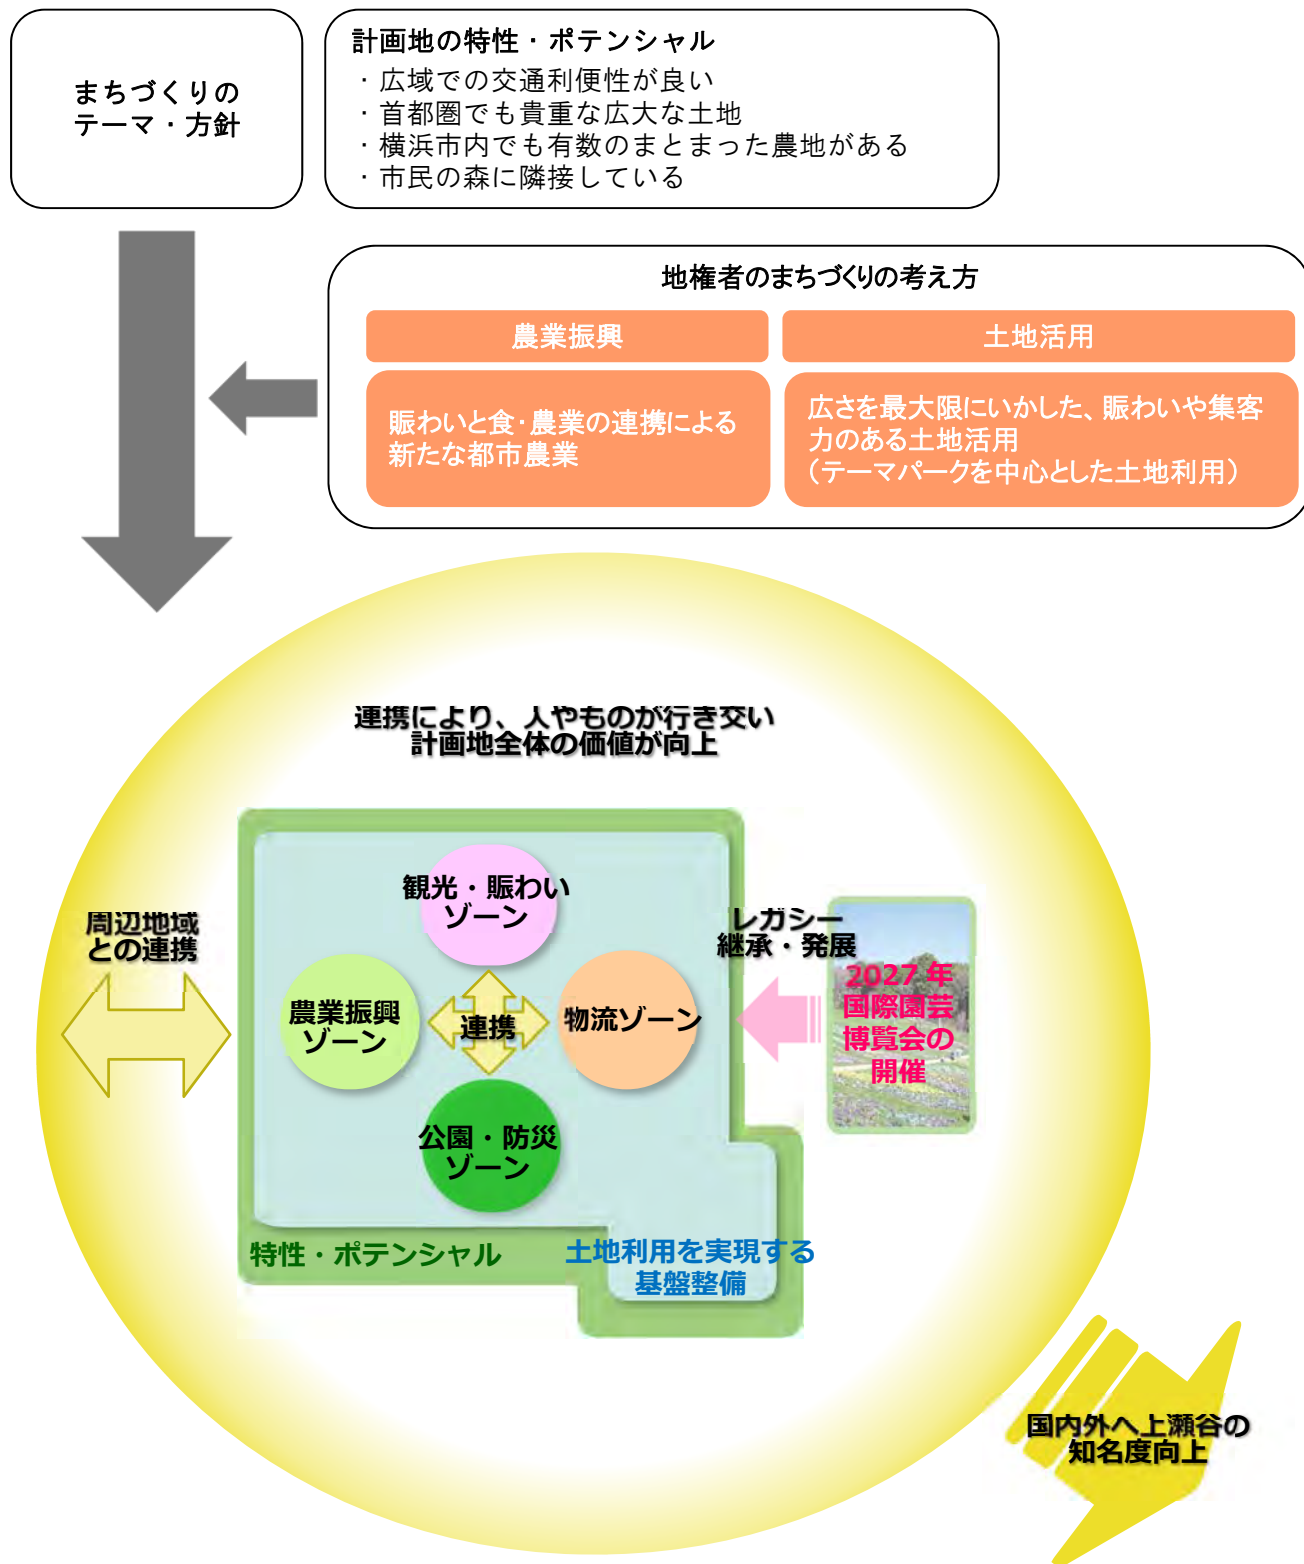 まちづくりの
テーマ・方針
計画地の特性・ポテンシャル
・広域での交通利便性が良い
・首都圏でも貴重な広大な土地
・横浜市内でも有数のまとまった農地がある
・市民の森に隣接している
地権者のまちづくりの考え方
農業振興
土地活用
賑わいと食・農業の連携による
新たな都市農業
広さを最大限にいかした、賑わいや集客
力のある土地活用
（テーマパークを中心とした土地利用）
連携により、人やものが行き交い
計画地全体の価値が向上
観光・賑わい
ゾーン
周辺地域
との連携
農業振興
ゾーン
連携
物流ゾーン
レガシー
継承・発展
2027 年
国際園芸
博覧会の
開催
公園・防災
ゾーン
特性・ポテンシャル
土地利用を実現する
基盤整備
国内外へ上瀬谷の
知名度向上